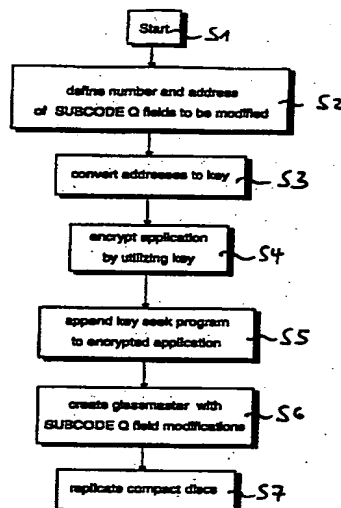 Start S1
define number and address S2
of SUBCODE Q fields to be modified
convert addresses to key S3
encrypt application S4
by utilizing key
append key seek program S5
to encrypted application
create glassmaster with S6
SUBCODE Q field modifications
replicate compact discs S7